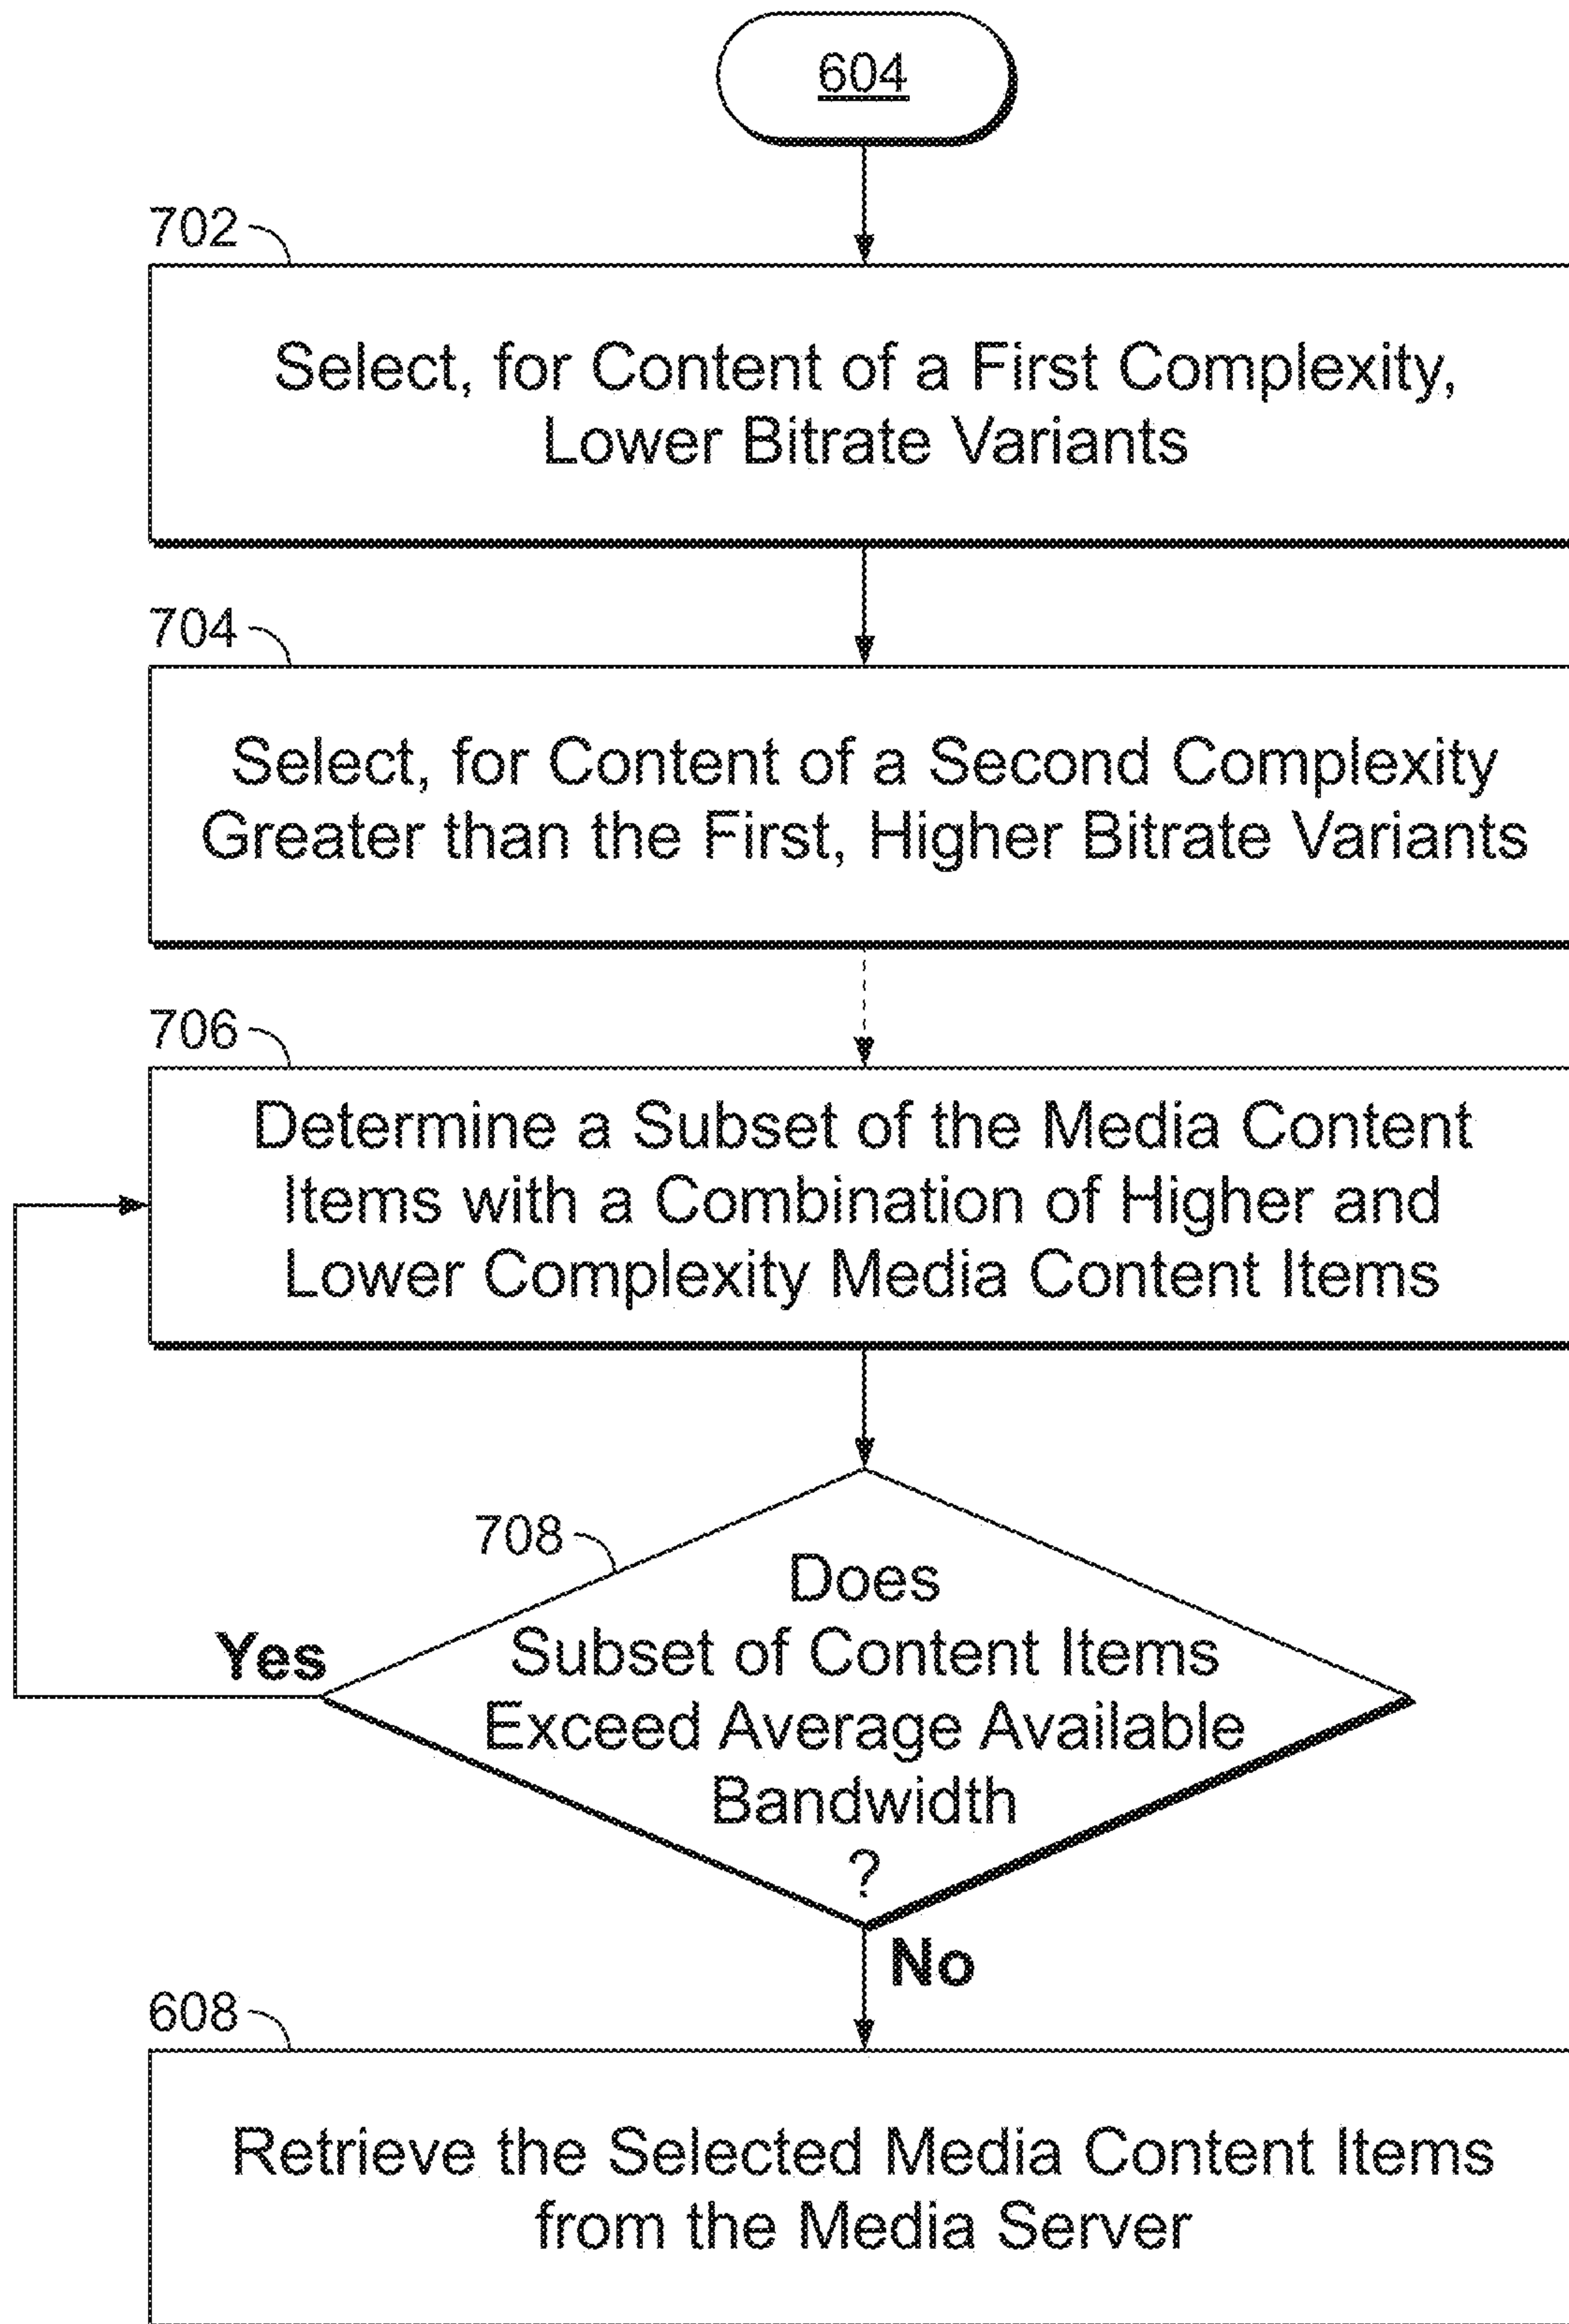 604
702
Select, for Content of a First Complexity,
Lower Bitrate Variants
704
Select, for Content of a Second Complexity
Greater than the First, Higher Bitrate Variants
706
Determine a Subset of the Media Content
Items with a Combination of Higher and
Lower Complexity Media Content Items
708
Does
Subset of Content Items
Exceed Average Available
Bandwidth
?
Yes
No
608
Retrieve the Selected Media Content Items
from the Media Server